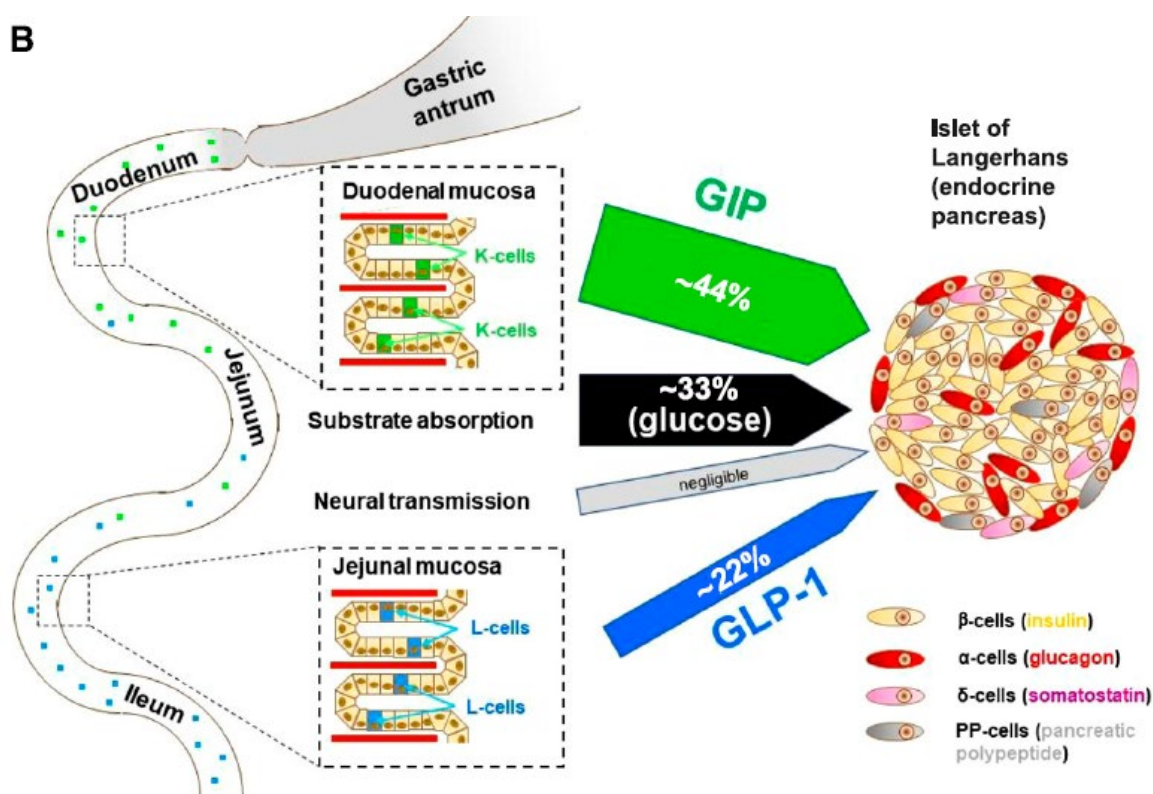 B
Gastric
antrum
Duodenum
Jejunum
Ileum
Duodenal mucosa
K-cells
K-cells
Substrate absorption
Neural transmission
Jejunal mucosa
L-cells
L-cells
GIP
~44%
~33%
(glucose)
negligible
~22%
GLP-1
Islet of
Langerhans
(endocrine
pancreas)
β-cells (insulin)
α-cells (glucagon)
δ-cells (somatostatin)
PP-cells (pancreatic
polypeptide)